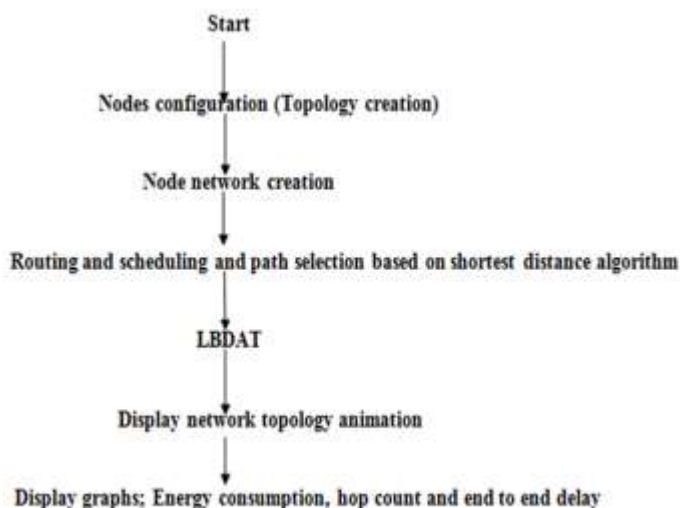 Start
Nodes configuration (Topology creation)
Node network creation
Routing and scheduling and path selection based on shortest distance algorithm
LBDAT
Display network topology animation
Display graphs; Energy consumption, hop count and end to end delay